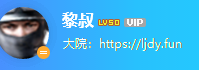 黎叔 LV50 VIP
大院：https://ljdy.fun